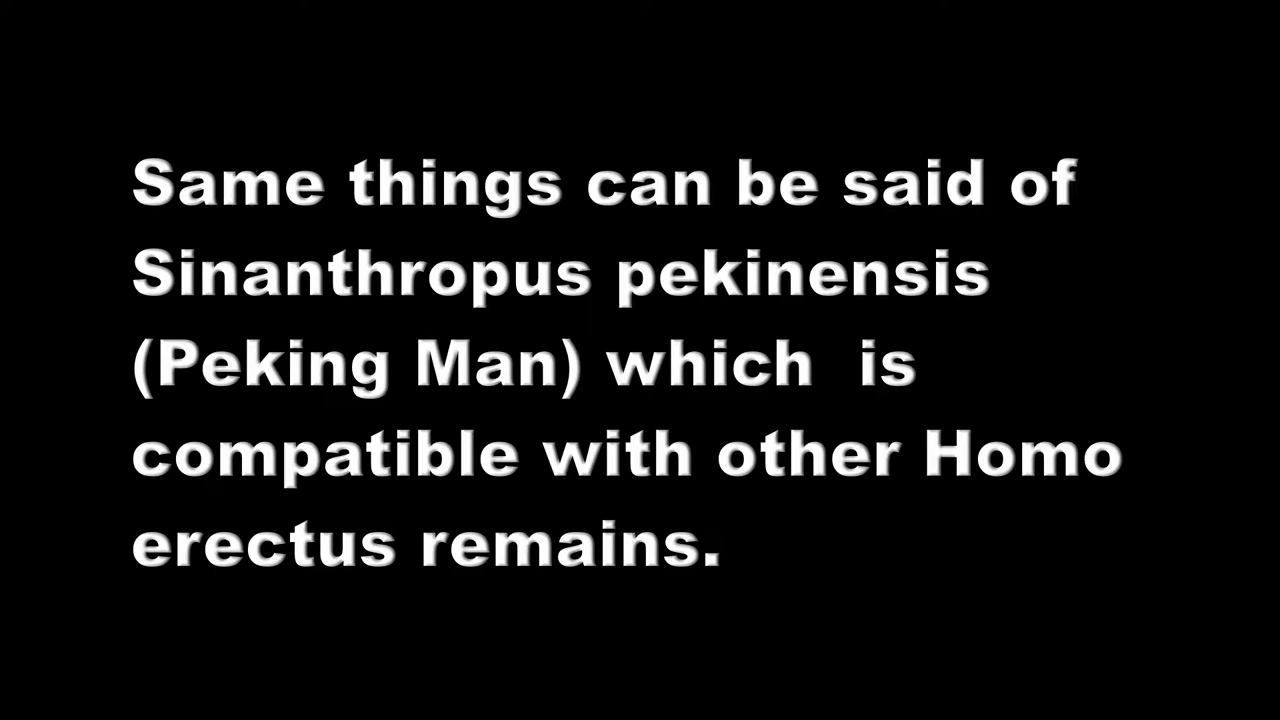 Same things can be said of
Sinanthropus pekinensis
(Peking Man) which  is
compatible with other Homo
erectus remains.